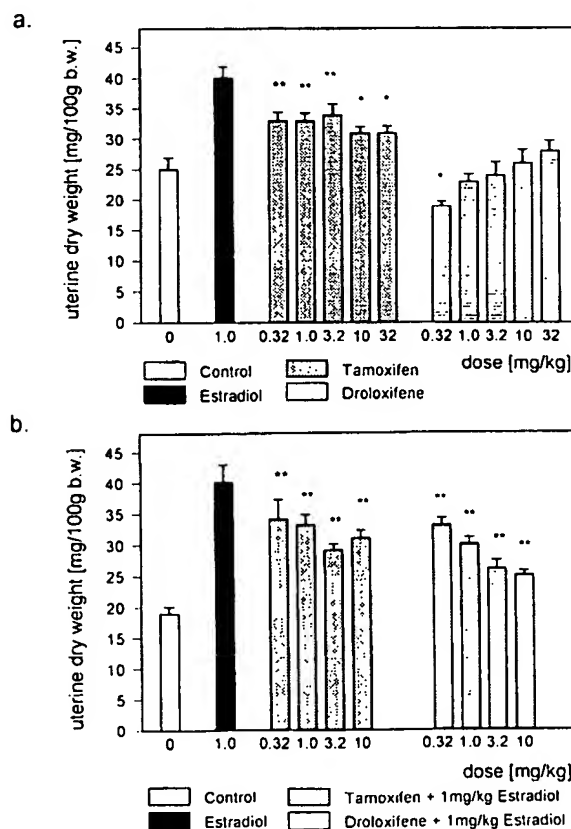 a.
uterine dry weight [mg/100g b.w.]
45
40
35
30
25
20
15
10
5
0
** ** ** * * *
0 1.0 0.32 1.0 3.2 10 32 0.32 1.0 3.2 10 32
dose [mg/kg]
Control Tamoxifen
Estradiol Droloxifene
b.
uterine dry weight [mg/100g b.w.]
45
40
35
30
25
20
15
10
5
0
** ** ** ** ** ** ** **
0 1.0 0.32 1.0 3.2 10 0.32 1.0 3.2 10
dose [mg/kg]
Control Tamoxifen + 1mg/kg Estradiol
Estradiol Droloxifene + 1mg/kg Estradiol